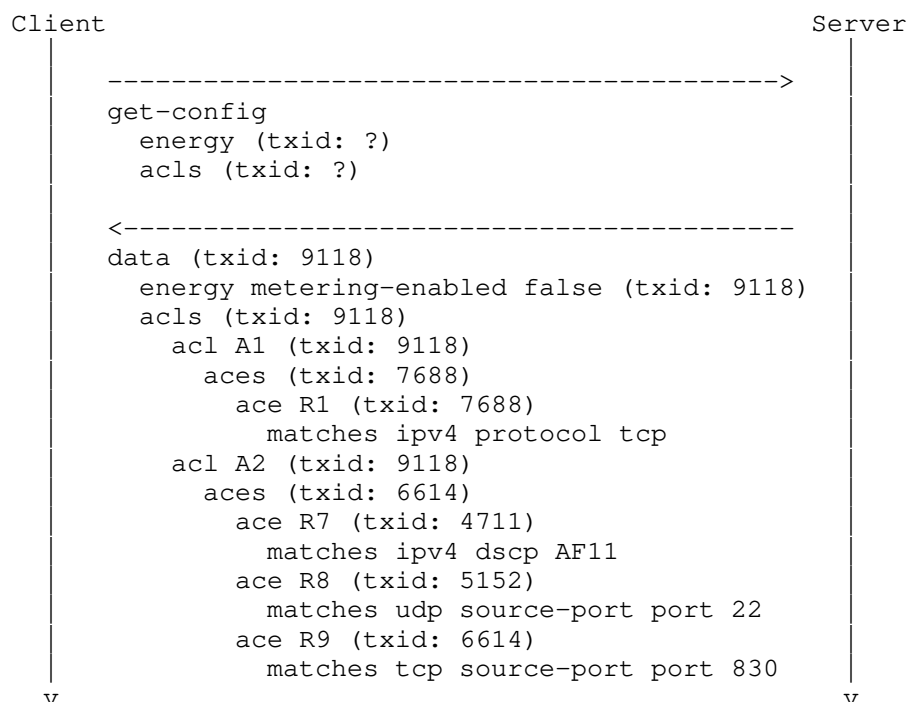 Client Server
------------------------------------------>
get-config
energy (txid: ?)
acls (txid: ?)
<------------------------------------------
data (txid: 9118)
energy metering-enabled false (txid: 9118)
acls (txid: 9118)
acl A1 (txid: 9118)
aces (txid: 7688)
ace R1 (txid: 7688)
matches ipv4 protocol tcp
acl A2 (txid: 9118)
aces (txid: 6614)
ace R7 (txid: 4711)
matches ipv4 dscp AF11
ace R8 (txid: 5152)
matches udp source-port port 22
ace R9 (txid: 6614)
matches tcp source-port port 830
v v